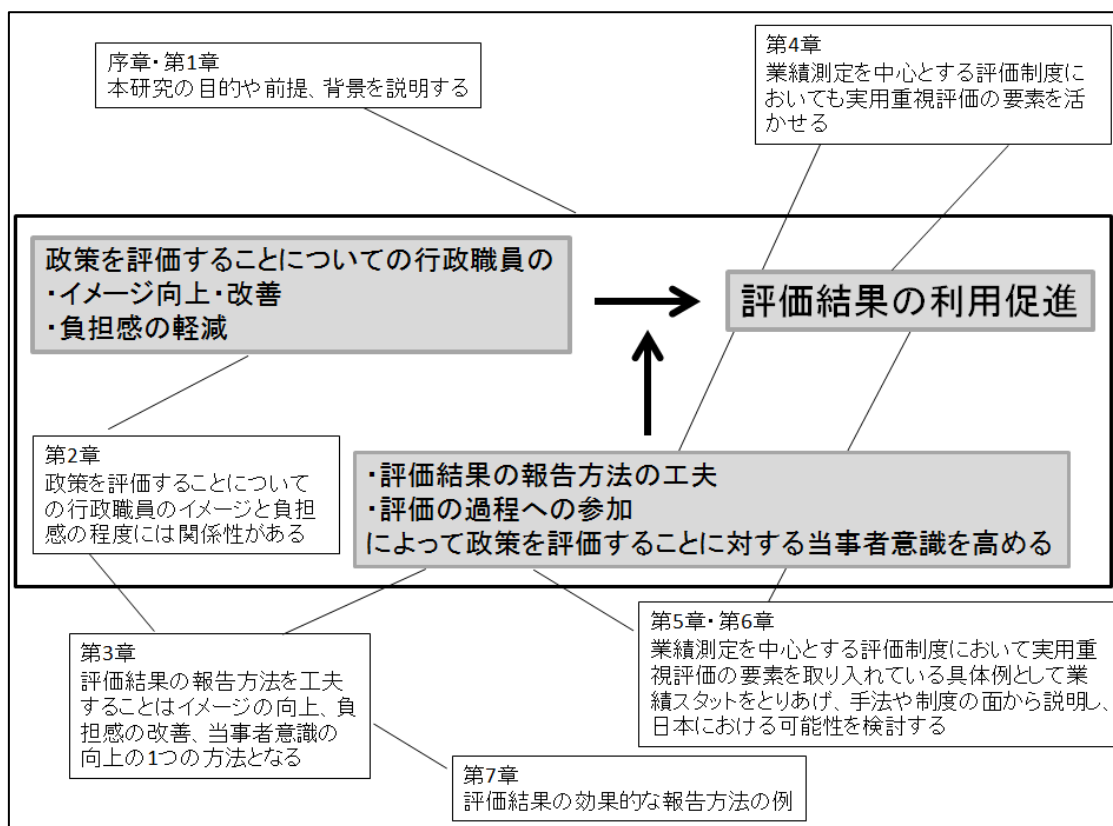 序章・第1章
本研究の目的や前提、背景を説明する
第4章
業績測定を中心とする評価制度に
おいても実用重視評価の要素を活
かせる
政策を評価することについての行政職員の
・イメージ向上・改善
・負担感の軽減
評価結果の利用促進
第2章
政策を評価することについて
の行政職員のイメージと負担
感の程度には関係性がある
・評価結果の報告方法の工夫
・評価の過程への参加
によって政策を評価することに対する当事者意識を高める
第3章
評価結果の報告方法を工夫
することはイメージの向上、負
担感の改善、当事者意識の
向上の1つの方法となる
第5章・第6章
業績測定を中心とする評価制度において実用重
視評価の要素を取り入れている具体例として業
績スタットをとりあげ、手法や制度の面から説明し、
日本における可能性を検討する
第7章
評価結果の効果的な報告方法の例